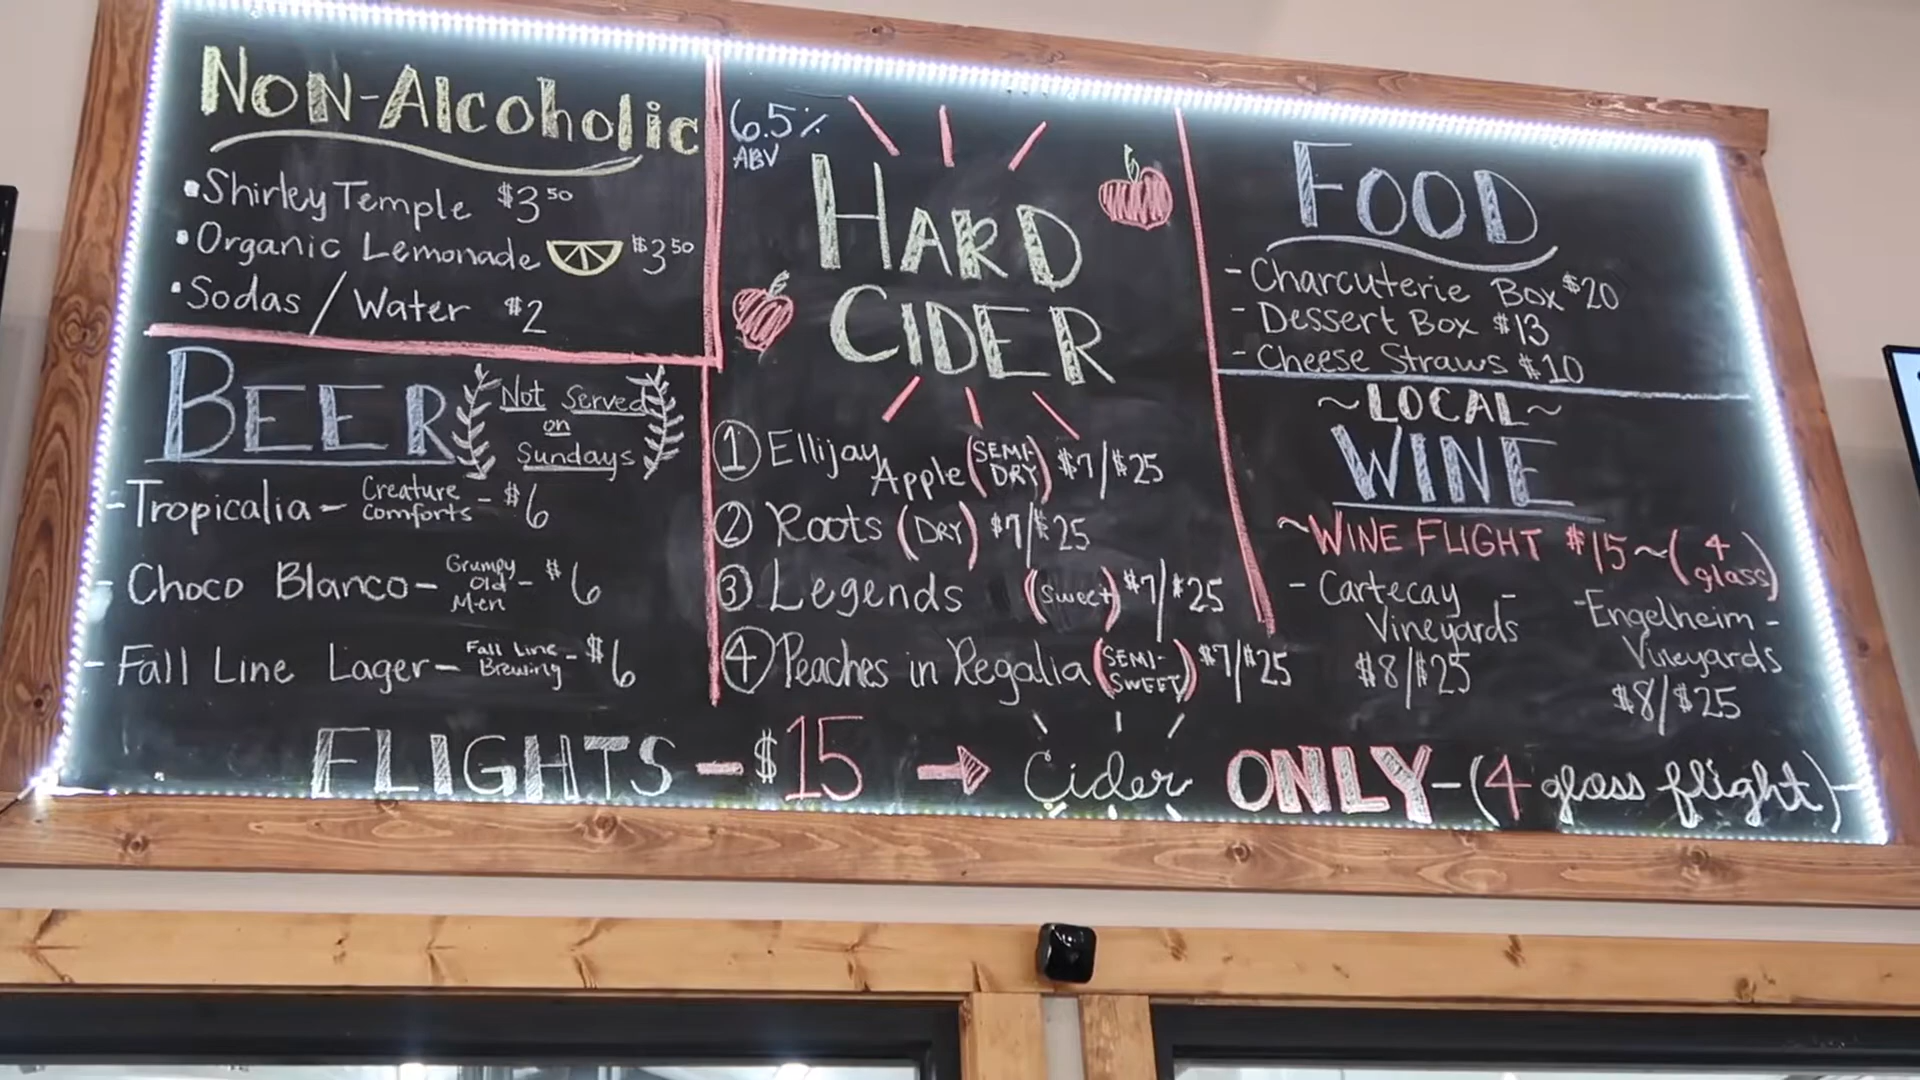 Non-Alcoholic
Shirley Temple $3 50
Organic Lemonade $3 50
Sodas / Water $2
BEER
Not Served
on
Sundays
- Tropicalia - Creature Comforts - $6
- Choco Blanco - Grumpy Old Men - $6
- Fall Line Lager - Fall Line Brewing - $6
6.5%
ABV
HARD
CIDER
1 Ellijay Apple (SEMI-DRY) $7/$25
2 Roots (DRY) $7/$25
3 Legends (Sweet) $7/$25
4 Peaches in Regalia (SEMI-SWEET) $7/$25
FOOD
- Charcuterie Box $20
- Dessert Box $13
- Cheese Straws $10
~LOCAL~
WINE
~WINE FLIGHT $15~(4 glass)
- Cartecay -
Vineyards
$8/$25
- Engelheim -
Vineyards
$8/$25
FLIGHTS - $15 → Cider ONLY - (4 glass flight)